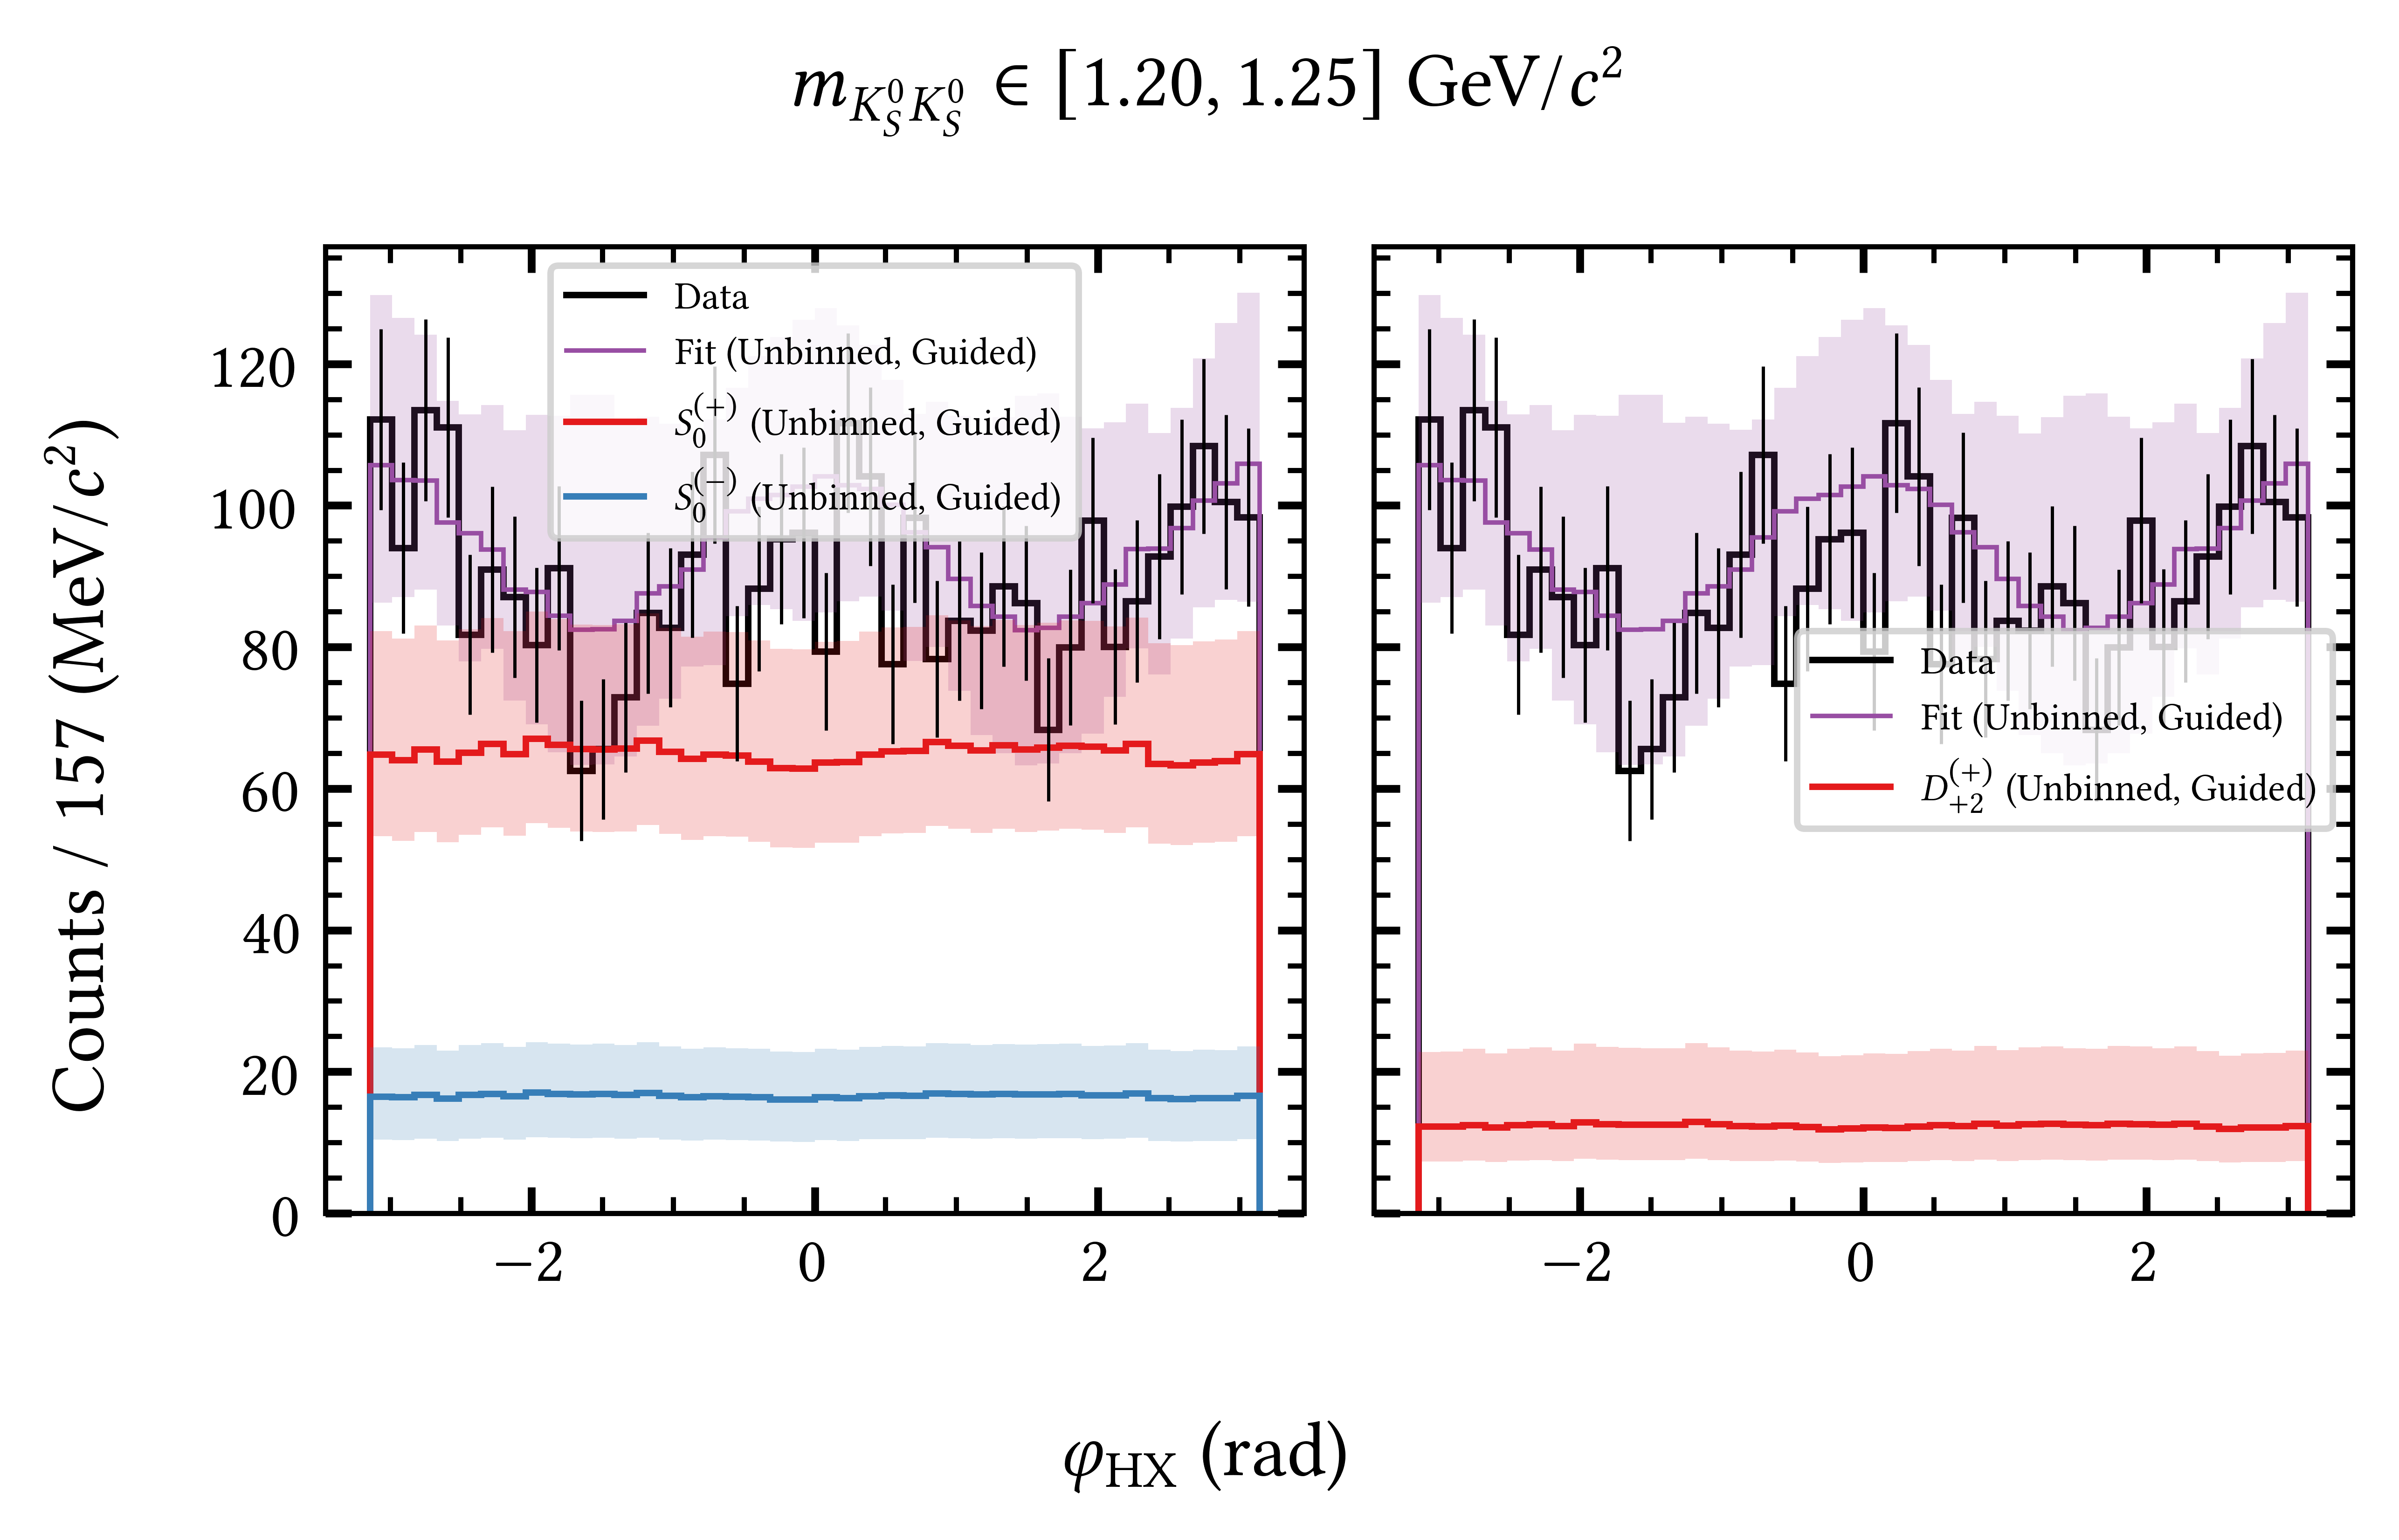 m_{K_S^0 K_S^0} ∈ [1.20, 1.25] GeV/c²
Counts / 157 (MeV/c²)
120
100
80
60
40
20
0
Data
Fit (Unbinned, Guided)
S_0^{(+)} (Unbinned, Guided)
S_0^{(−)} (Unbinned, Guided)
Data
Fit (Unbinned, Guided)
D_{+2}^{(+)} (Unbinned, Guided)
−2 0 2
−2 0 2
φ_{HX} (rad)